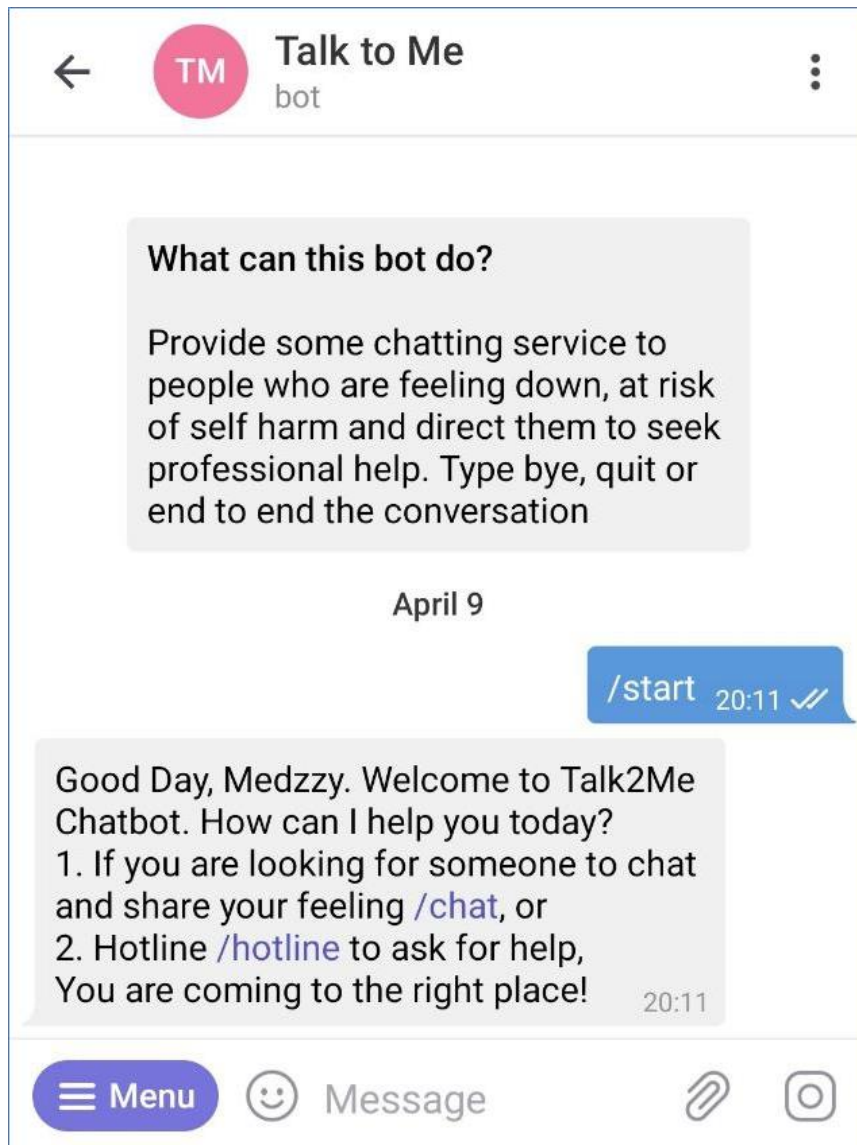 TM
Talk to Me
bot
What can this bot do?
Provide some chatting service to
people who are feeling down, at risk
of self harm and direct them to seek
professional help. Type bye, quit or
end to end the conversation
April 9
/start 20:11
Good Day, Medzzy. Welcome to Talk2Me
Chatbot. How can I help you today?
1. If you are looking for someone to chat
and share your feeling /chat, or
2. Hotline /hotline to ask for help,
You are coming to the right place! 20:11
Menu Message